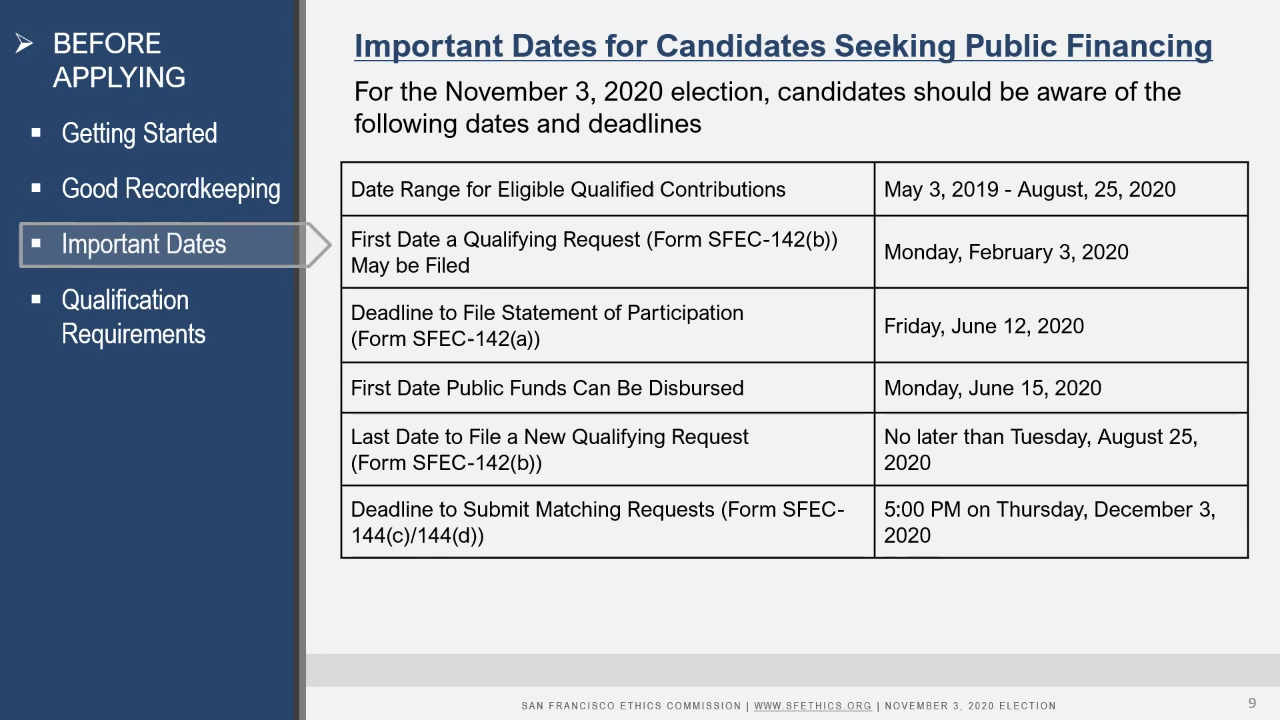 BEFORE
APPLYING
Getting Started
Good Recordkeeping
Important Dates
Qualification
Requirements
Important Dates for Candidates Seeking Public Financing
For the November 3, 2020 election, candidates should be aware of the
following dates and deadlines
Date Range for Eligible Qualified Contributions
May 3, 2019 - August, 25, 2020
First Date a Qualifying Request (Form SFEC-142(b))
May be Filed
Monday, February 3, 2020
Deadline to File Statement of Participation
(Form SFEC-142(a))
Friday, June 12, 2020
First Date Public Funds Can Be Disbursed
Monday, June 15, 2020
Last Date to File a New Qualifying Request
(Form SFEC-142(b))
No later than Tuesday, August 25,
2020
Deadline to Submit Matching Requests (Form SFEC-
144(c)/144(d))
5:00 PM on Thursday, December 3,
2020
SAN FRANCISCO ETHICS COMMISSION | WWW.SFETHICS.ORG | NOVEMBER 3, 2020 ELECTION
9